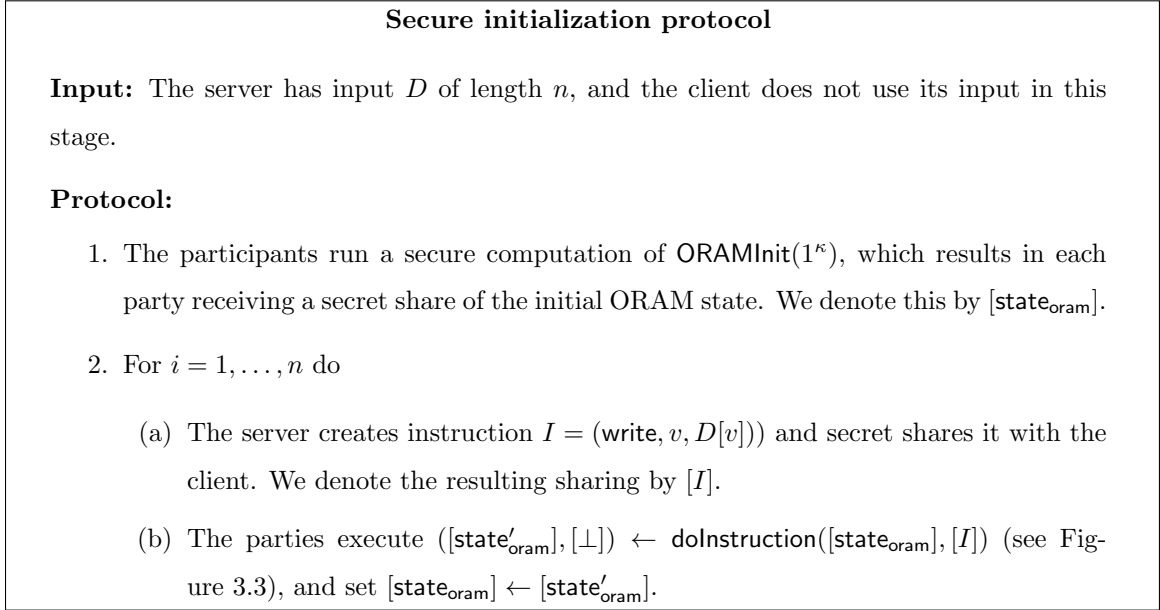 Secure initialization protocol
Input: The server has input D of length n, and the client does not use its input in this
stage.
Protocol:
1. The participants run a secure computation of ORAMInit(1^κ), which results in each
party receiving a secret share of the initial ORAM state. We denote this by [state_oram].
2. For i = 1, . . . , n do
(a) The server creates instruction I = (write, v, D[v])) and secret shares it with the
client. We denote the resulting sharing by [I].
(b) The parties execute ([state′_oram], [⊥]) ← doInstruction([state_oram], [I]) (see Fig-
ure 3.3), and set [state_oram] ← [state′_oram].